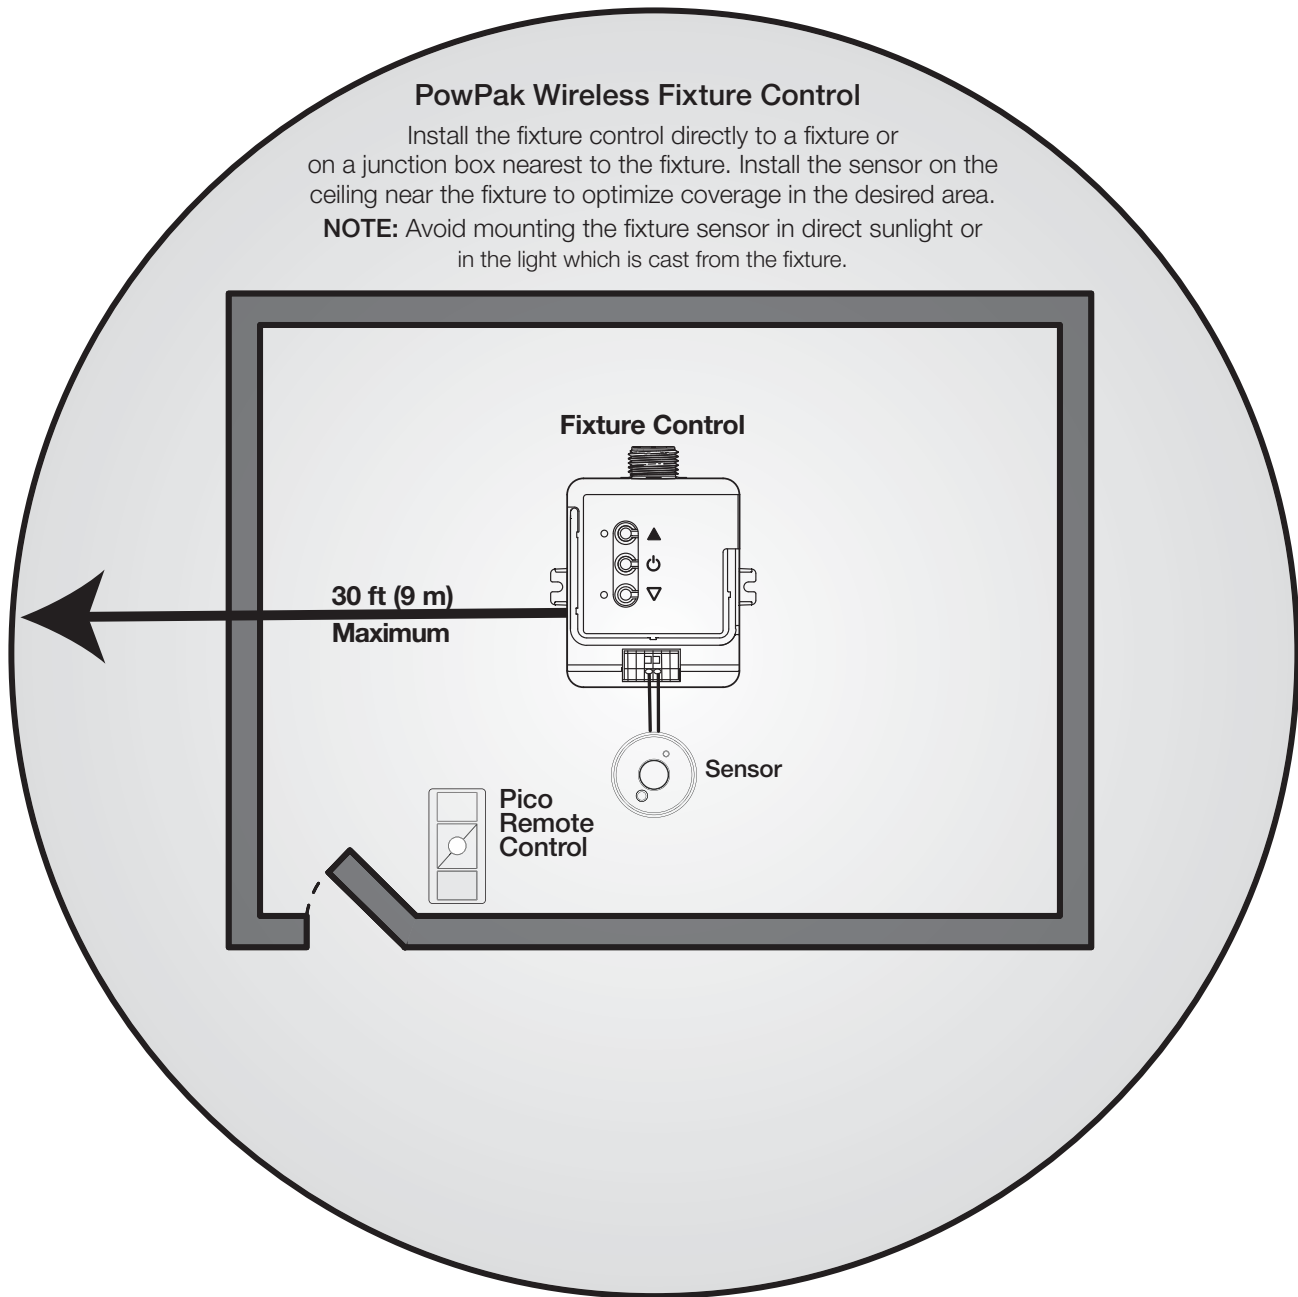 PowPak Wireless Fixture Control
Install the fixture control directly to a fixture or
on a junction box nearest to the fixture. Install the sensor on the
ceiling near the fixture to optimize coverage in the desired area.
NOTE: Avoid mounting the fixture sensor in direct sunlight or
in the light which is cast from the fixture.
Fixture Control
30 ft (9 m)
Maximum
Sensor
Pico
Remote
Control